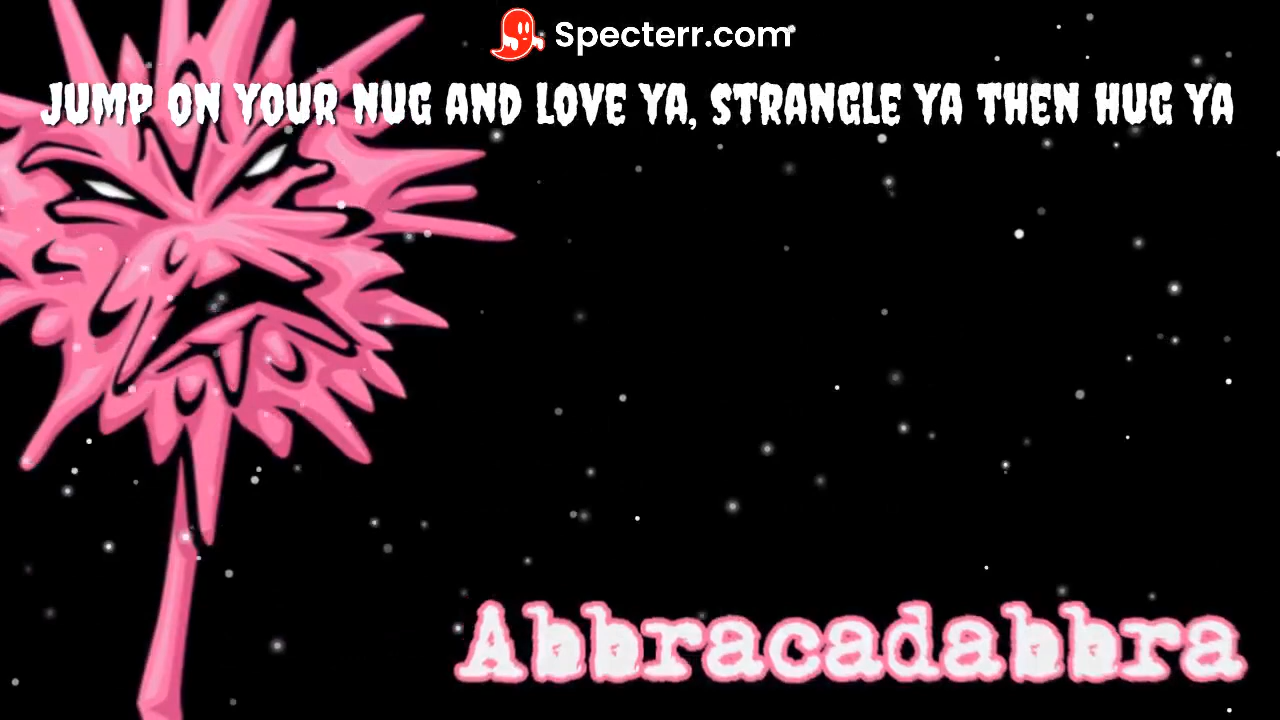 Specterr.com
JUMP ON YOUR NUG AND LOVE YA, STRANGLE YA THEN HUG YA
Abbracadabbra